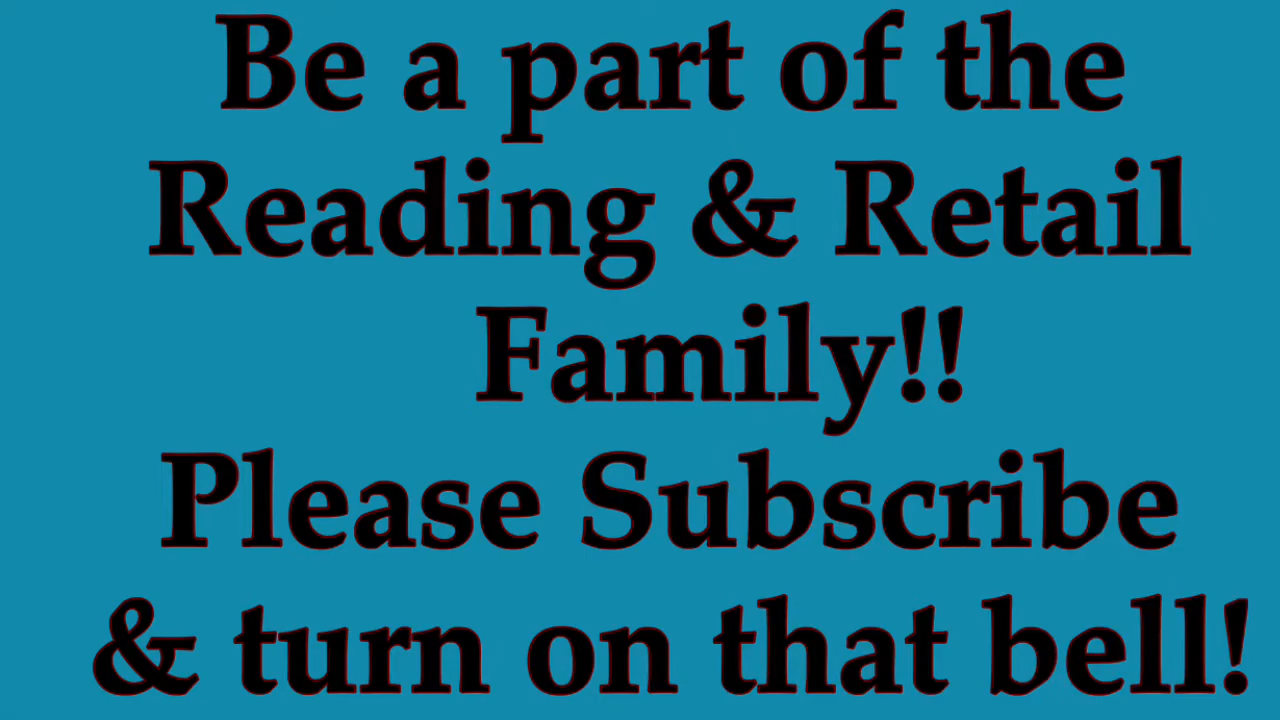 Be a part of the
Reading & Retail
Family!!
Please Subscribe
& turn on that bell!